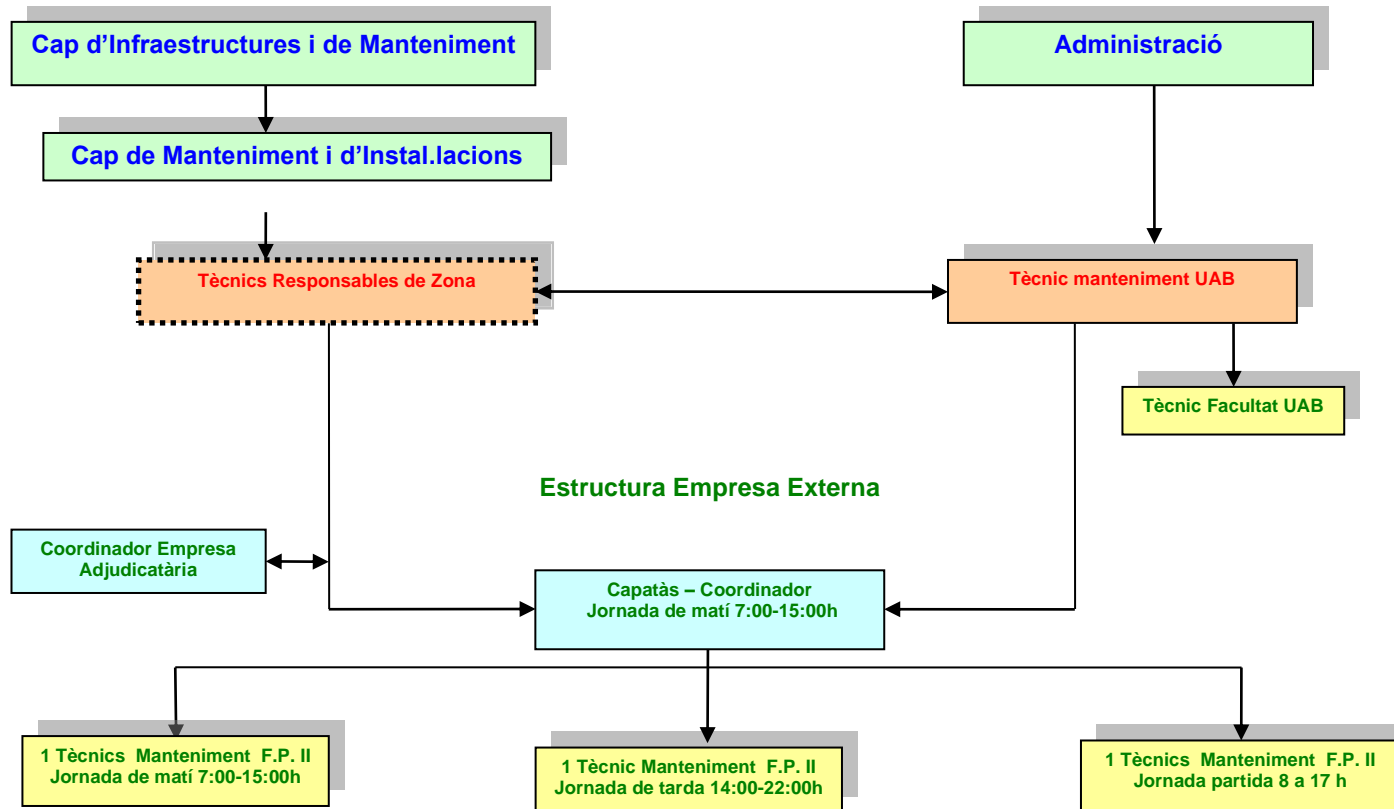 Cap d’Infraestructures i de Manteniment
Administració
Cap de Manteniment i d’Instal.lacions
Tècnics Responsables de Zona
Tècnic manteniment UAB
Tècnic Facultat UAB
Estructura Empresa Externa
Coordinador Empresa
Adjudicatària
Capatàs – Coordinador
Jornada de matí 7:00-15:00h
1 Tècnics Manteniment F.P. II
Jornada de matí 7:00-15:00h
1 Tècnic Manteniment F.P. II
Jornada de tarda 14:00-22:00h
1 Tècnics Manteniment F.P. II
Jornada partida 8 a 17 h